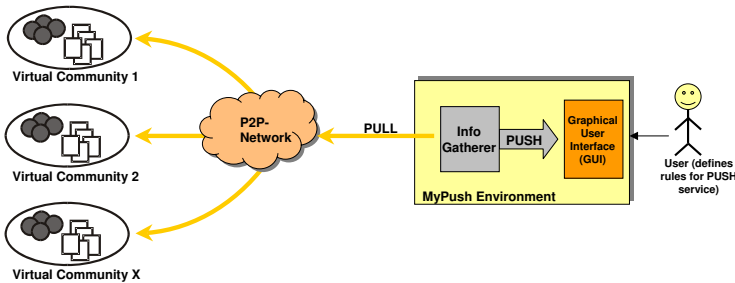 Virtual Community 1
Virtual Community 2
Virtual Community X
P2P-
Network
PULL
Info
Gatherer
PUSH
Graphical
User
Interface
(GUI)
MyPush Environment
User (defines
rules for PUSH
service)